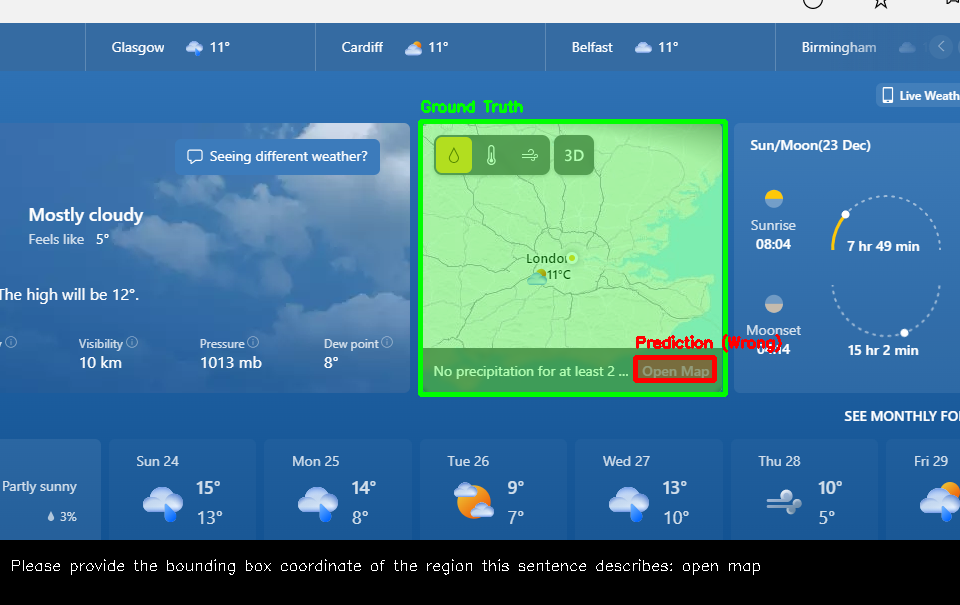 Glasgow 11°
Cardiff 11°
Belfast 11°
Birmingham
Live Weath
Ground Truth
Seeing different weather?
3D
Sun/Moon(23 Dec)
Mostly cloudy
Feels like 5°
Sunrise
08:04
7 hr 49 min
London
11°C
The high will be 12°.
Moonset
04:14
15 hr 2 min
Prediction (Wrong)
Visibility
10 km
Pressure
1013 mb
Dew point
8°
No precipitation for at least 2 ...
Open Map
SEE MONTHLY FO
Partly sunny
3%
Sun 24
15°
13°
Mon 25
14°
8°
Tue 26
9°
7°
Wed 27
13°
10°
Thu 28
10°
5°
Fri 29
Please provide the bounding box coordinate of the region this sentence describes: open map